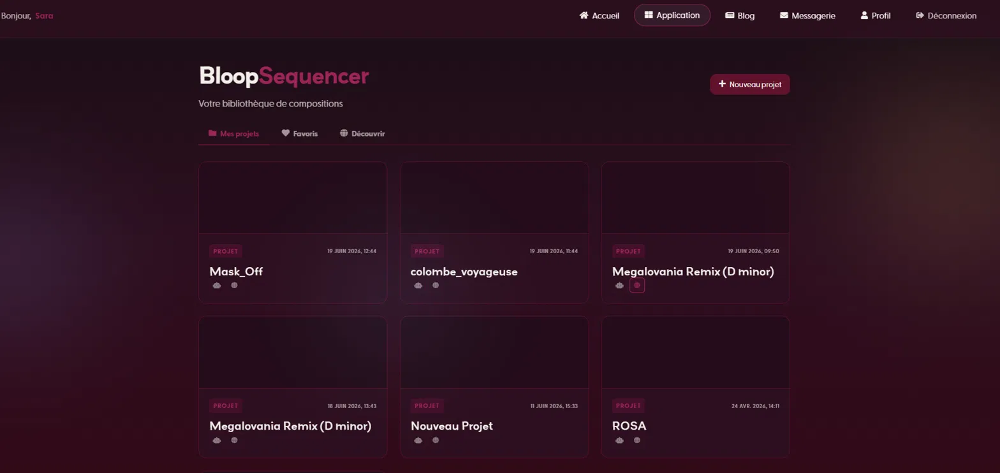 Bonjour, Sara
Accueil
Application
Blog
Messagerie
Profil
Déconnexion
BloopSequencer
Nouveau projet
Votre bibliothèque de compositions
Mes projets
Favoris
Découvrir
PROJET
19 JUIN 2026, 12:44
Mask_Off
PROJET
19 JUIN 2026, 11:44
colombe_voyageuse
PROJET
19 JUIN 2026, 09:50
Megalovania Remix (D minor)
PROJET
18 JUIN 2026, 13:43
Megalovania Remix (D minor)
PROJET
11 JUIN 2026, 15:33
Nouveau Projet
PROJET
24 AVR. 2026, 14:11
ROSA